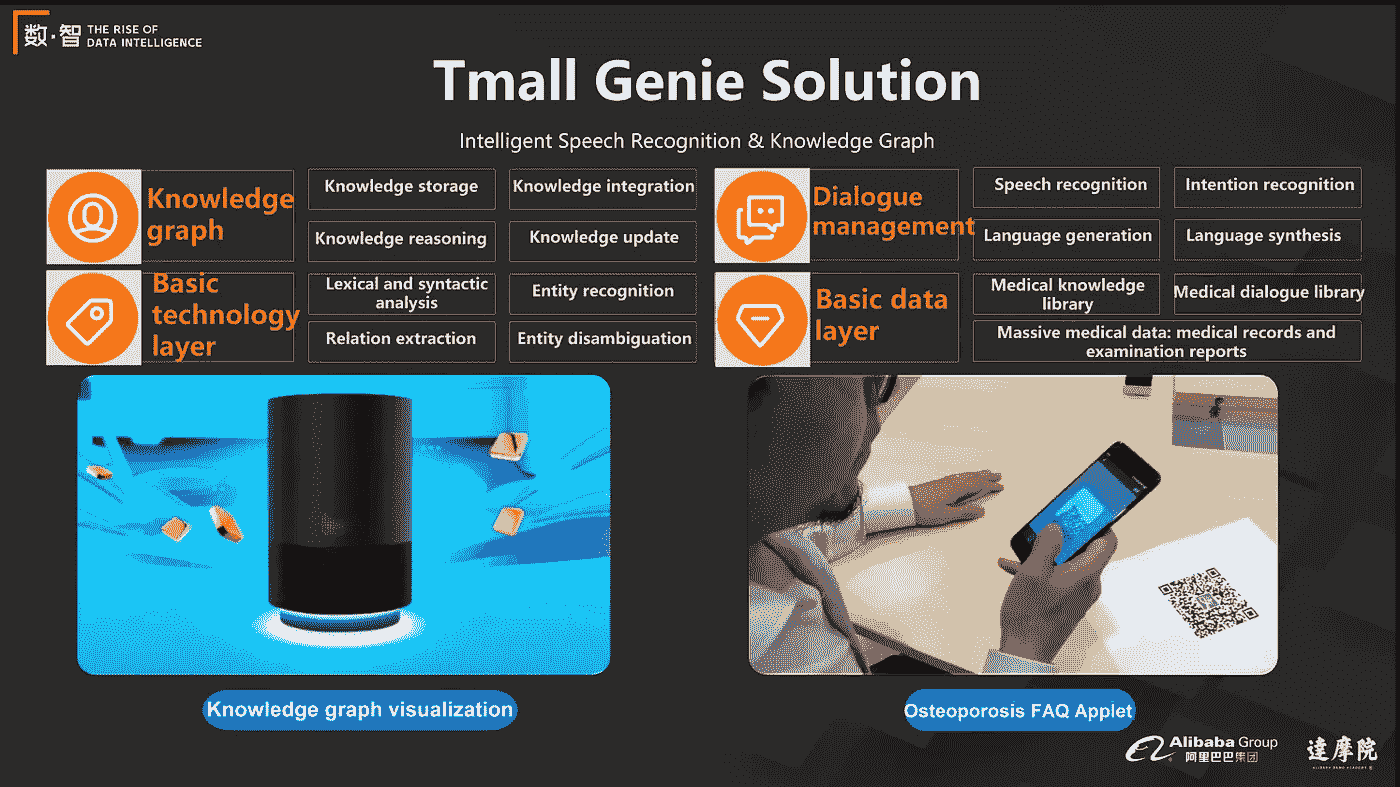 数·智 THE RISE OF
DATA INTELLIGENCE
Tmall Genie Solution
Intelligent Speech Recognition & Knowledge Graph
Knowledge
graph
Knowledge storage
Knowledge integration
Knowledge reasoning
Knowledge update
Dialogue
management
Speech recognition
Intention recognition
Language generation
Language synthesis
Basic
technology
layer
Lexical and syntactic
analysis
Entity recognition
Relation extraction
Entity disambiguation
Basic data
layer
Medical knowledge
library
Medical dialogue library
Massive medical data: medical records and
examination reports
Knowledge graph visualization
Osteoporosis FAQ Applet
Alibaba Group
阿里巴巴集团
達摩院